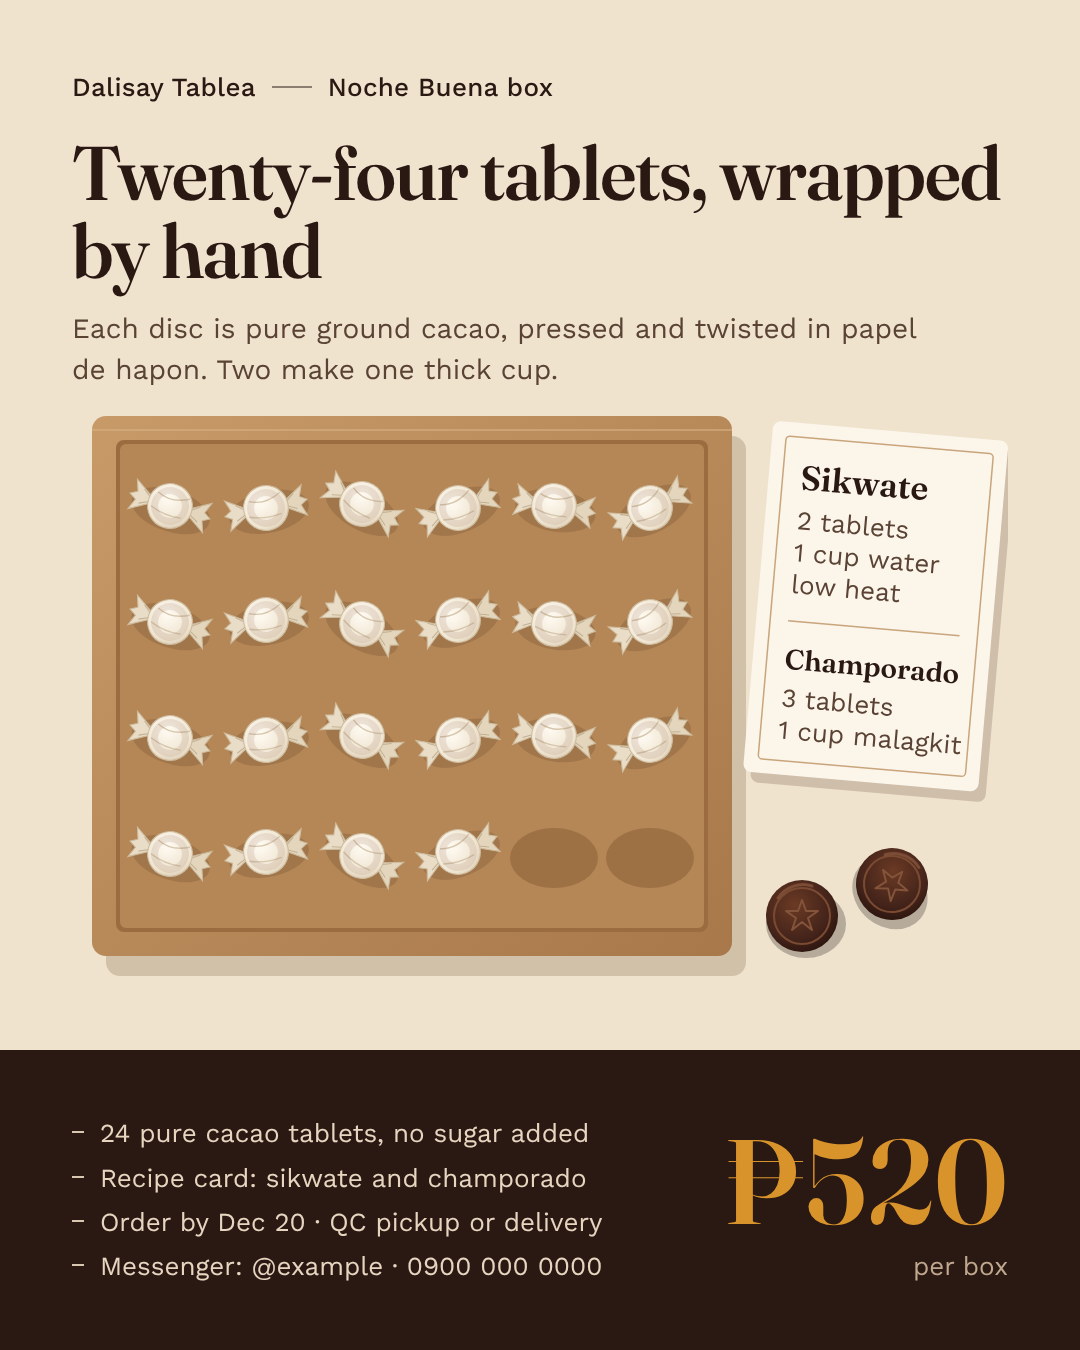 Dalisay Tablea — Noche Buena box
Twenty-four tablets, wrapped
by hand
Each disc is pure ground cacao, pressed and twisted in papel
de hapon. Two make one thick cup.
Sikwate
2 tablets
1 cup water
low heat
Champorado
3 tablets
1 cup malagkit
– 24 pure cacao tablets, no sugar added
– Recipe card: sikwate and champorado
– Order by Dec 20 · QC pickup or delivery
– Messenger: @example · 0900 000 0000
₱520
per box